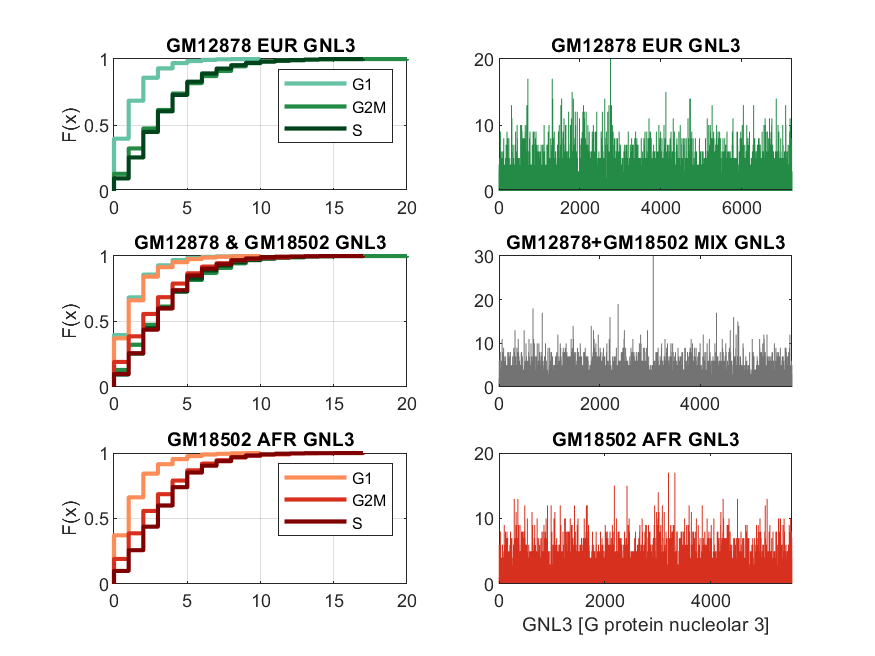 GM12878 EUR GNL3
F(x)
1
0.5
0
0 5 10 15 20
G1
G2M
S
GM12878 EUR GNL3
20
10
0
0 2000 4000 6000
GM12878 & GM18502 GNL3
F(x)
1
0.5
0
0 5 10 15 20
GM12878+GM18502 MIX GNL3
30
20
10
0
0 2000 4000
GM18502 AFR GNL3
F(x)
1
0.5
0
0 5 10 15 20
G1
G2M
S
GM18502 AFR GNL3
20
10
0
0 2000 4000
GNL3 [G protein nucleolar 3]